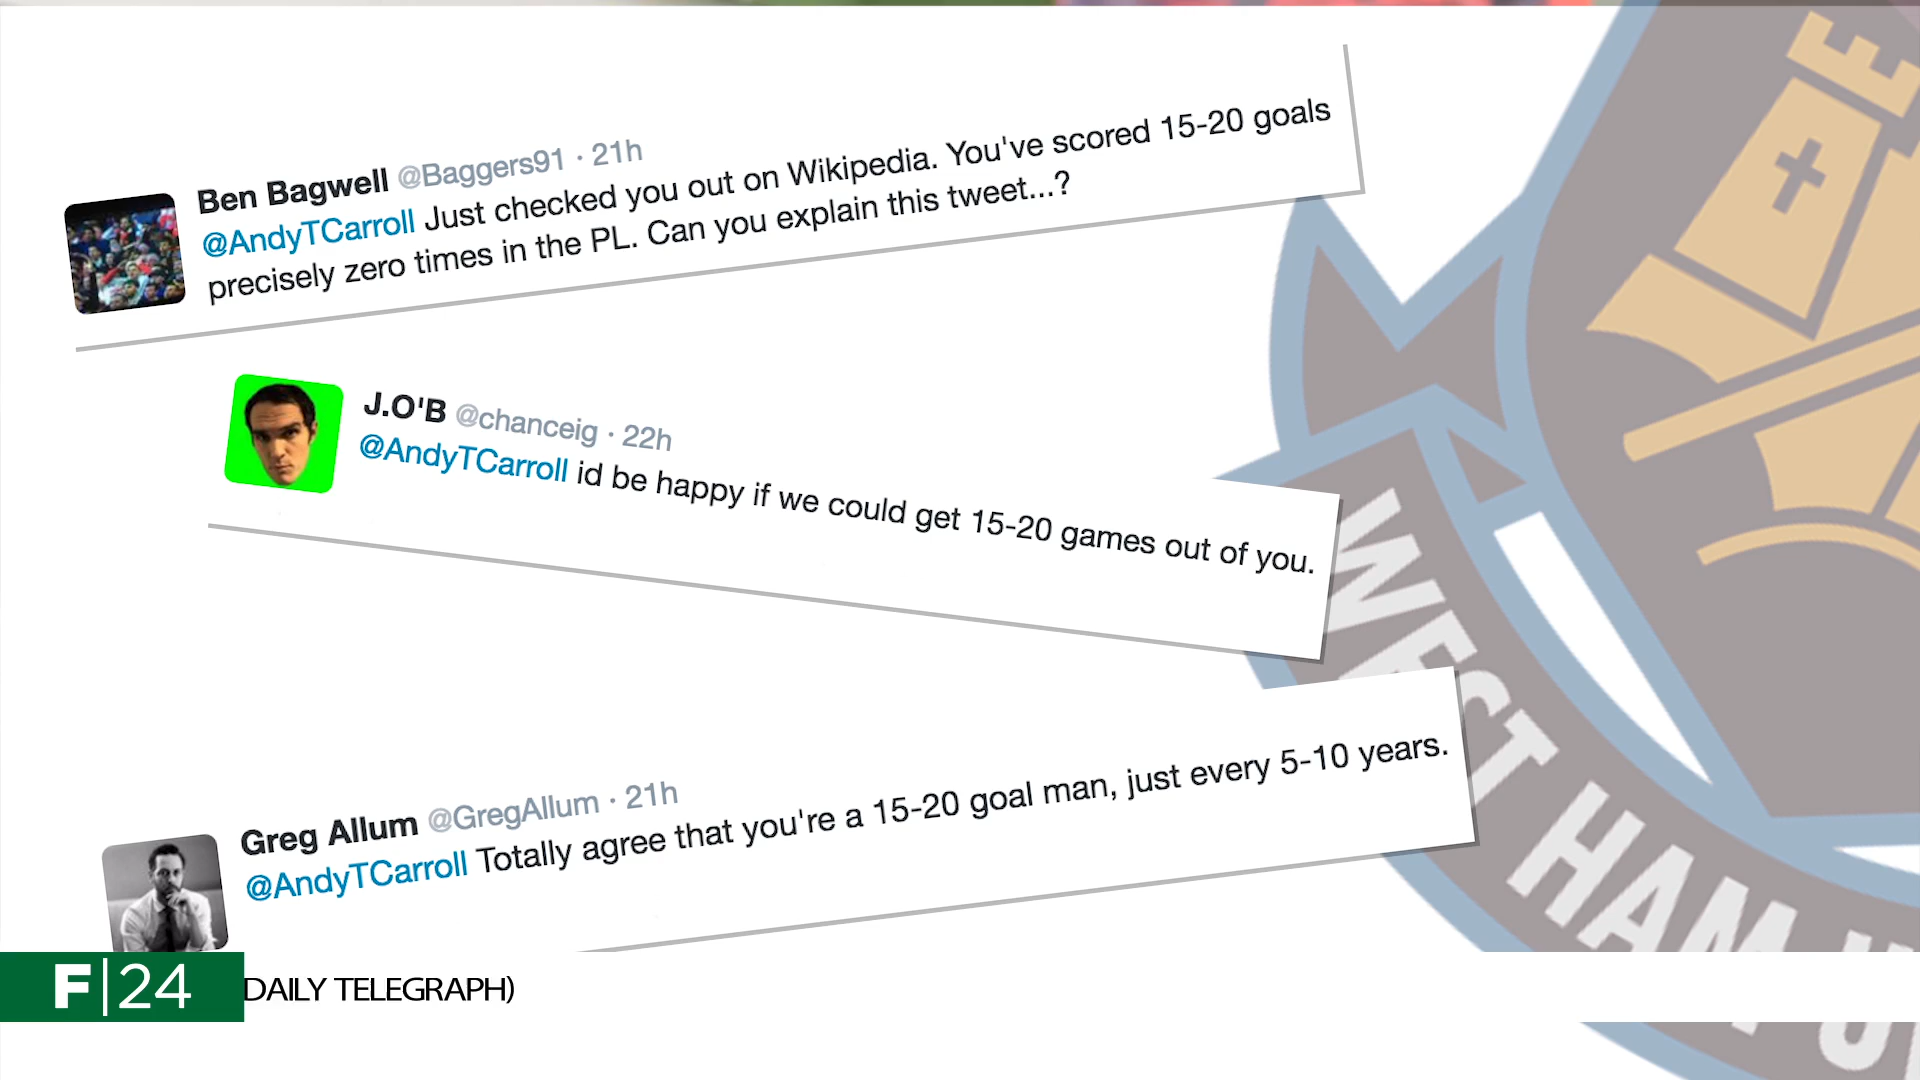 Ben Bagwell @Baggers91 · 21h
@AndyTCarroll Just checked you out on Wikipedia. You've scored 15-20 goals
precisely zero times in the PL. Can you explain this tweet...?
J.O'B @chanceig · 22h
@AndyTCarroll id be happy if we could get 15-20 games out of you.
Greg Allum @GregAllum · 21h
@AndyTCarroll Totally agree that you're a 15-20 goal man, just every 5-10 years.
WEST HAM
F|24
DAILY TELEGRAPH)